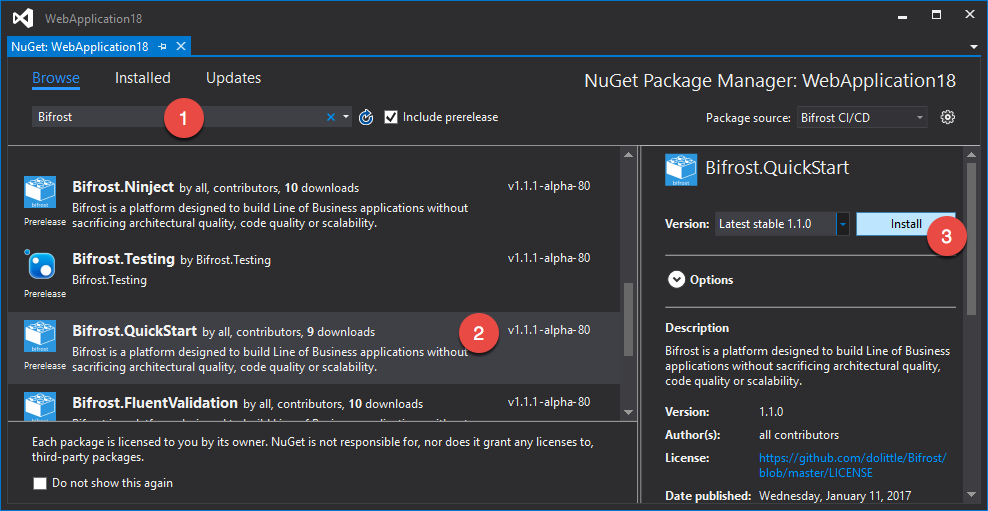 WebApplication18
NuGet: WebApplication18
Browse
Installed
Updates
NuGet Package Manager: WebApplication18
Bifrost
1
Include prerelease
Package source:
Bifrost CI/CD
bifrost
Prerelease
Bifrost.Ninject by all, contributors, 10 downloads
v1.1.1-alpha-80
Bifrost is a platform designed to build Line of Business applications without
sacrificing architectural quality, code quality or scalability.
Prerelease
Bifrost.Testing by Bifrost.Testing
v1.1.1-alpha-80
Bifrost.Testing
bifrost
Prerelease
Bifrost.QuickStart by all, contributors, 9 downloads
2
v1.1.1-alpha-80
Bifrost is a platform designed to build Line of Business applications without
sacrificing architectural quality, code quality or scalability.
Bifrost.FluentValidation by all, contributors, 10 downloads
v1.1.1-alpha-80
Each package is licensed to you by its owner. NuGet is not responsible for, nor does it grant any licenses to,
third-party packages.
Do not show this again
bifrost
Bifrost.QuickStart
Version:
Latest stable 1.1.0
Install
3
Options
Description
Bifrost is a platform designed to build Line of Business
applications without sacrificing architectural quality,
code quality or scalability.
Version: 1.1.0
Author(s): all contributors
License: https://github.com/dolittle/Bifrost/
blob/master/LICENSE
Date published: Wednesday, January 11, 2017